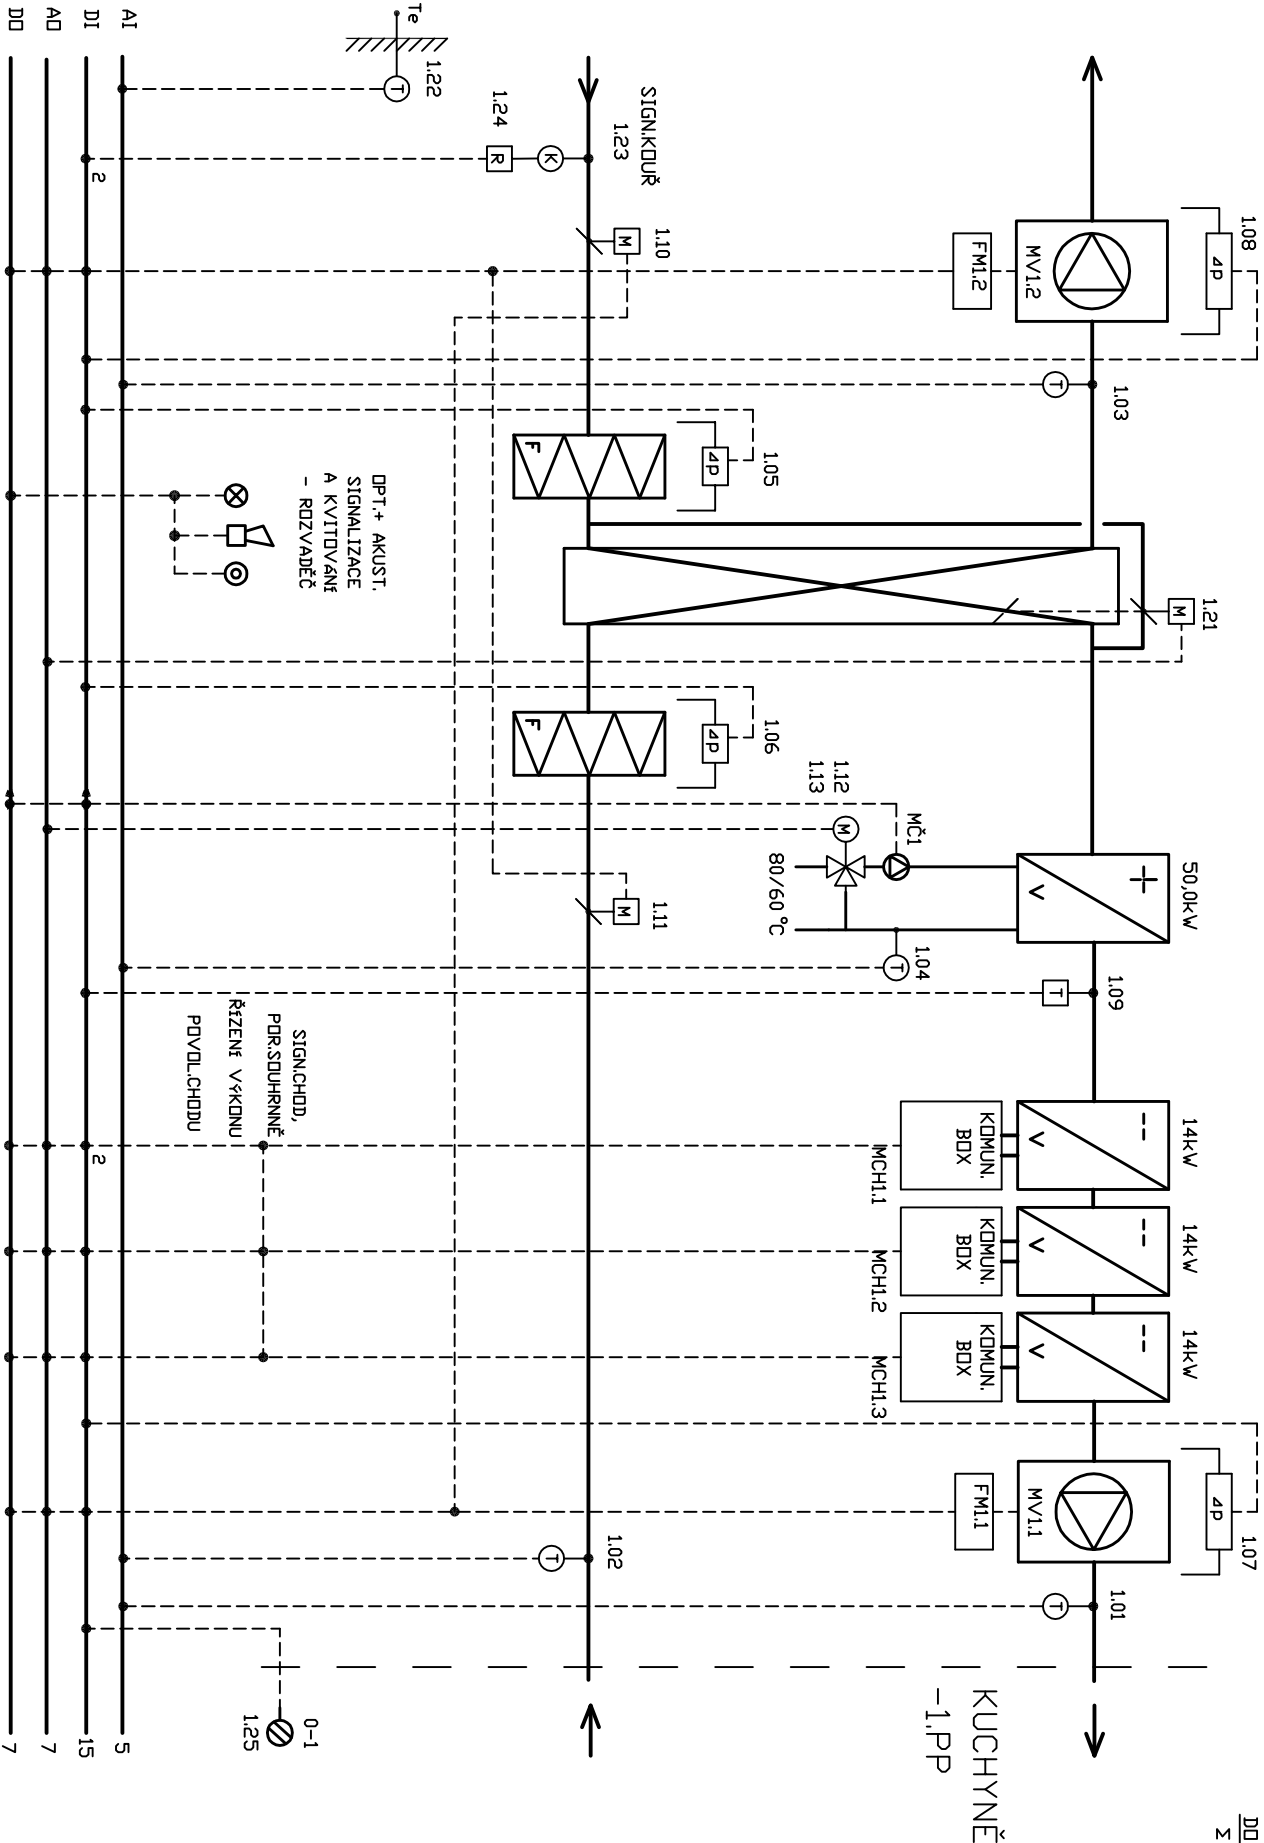 1.08
ΔP
1.07
ΔP
1.21
M
50,0kW
14kW
14kW
14kW
1.03
1.09
1.01
MV1.2
MV1.1
T
T
T
FM1.2
FM1.1
KOMUN.
BOX
KOMUN.
BOX
KOMUN.
BOX
KUCHYNĚ
-1.PP
MČ1
1.04
T
MCH1.1
MCH1.2
MCH1.3
1.12
1.13
M
80/60°C
1.05
ΔP
1.06
ΔP
SIGN.KOUŘ
1.23
1.10
M
1.11
M
1.02
T
F
F
K
1.24
R
Te
1.22
T
OPT.+ AKUST.
SIGNALIZACE
A KVITOVÁNÍ
- ROZVADĚČ
SIGN.CHOD,
POR.SOUHRNNÉ
ŘÍZENÍ VÝKONU
POVOL.CHODU
0-1
1.25
AI 5
2
2
DI 15
AO 7
DO 7